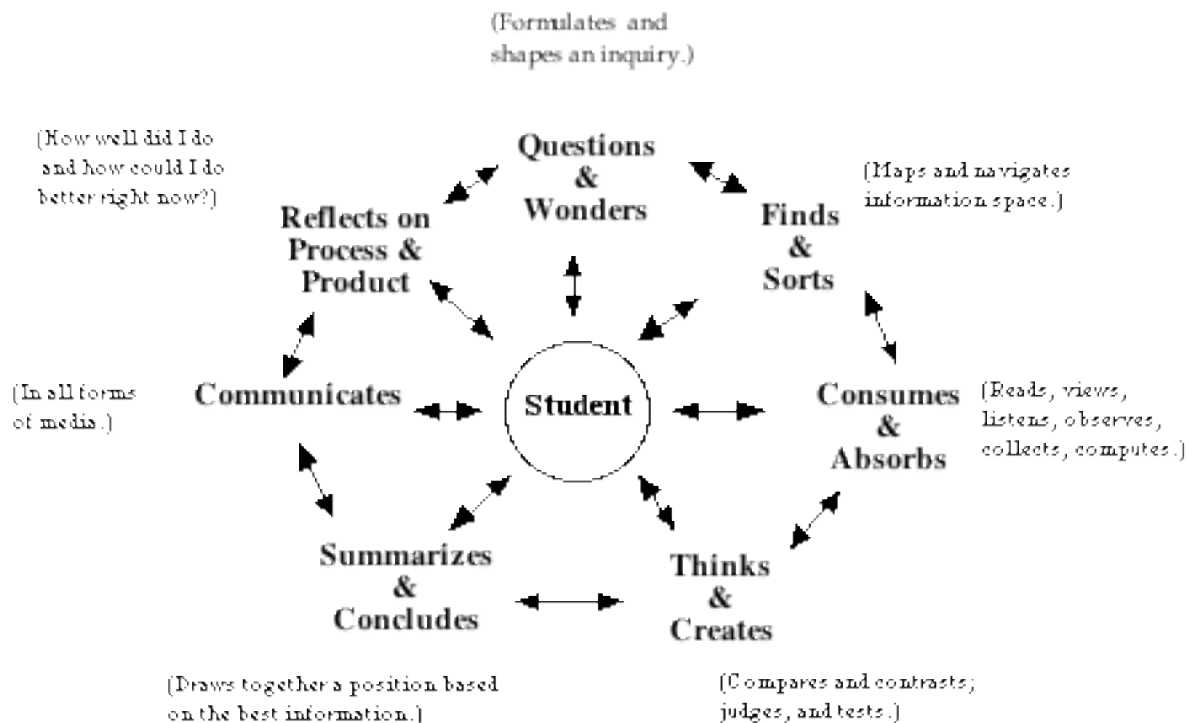 (Formulates and
shapes an inquiry.)
Questions
&
Wonders
(How well did I do
and how could I do
better right now?)
Reflects on
Process &
Product
(Maps and navigates
information space.)
Finds
&
Sorts
(In all forms
of media.)
Communicates
Student
Consumes
&
Absorbs
(Reads, views,
listens, observes,
collects, computes.)
Summarizes
&
Concludes
(Draws together a position based
on the best information.)
Thinks
&
Creates
(Compares and contrasts;
judges, and tests.)